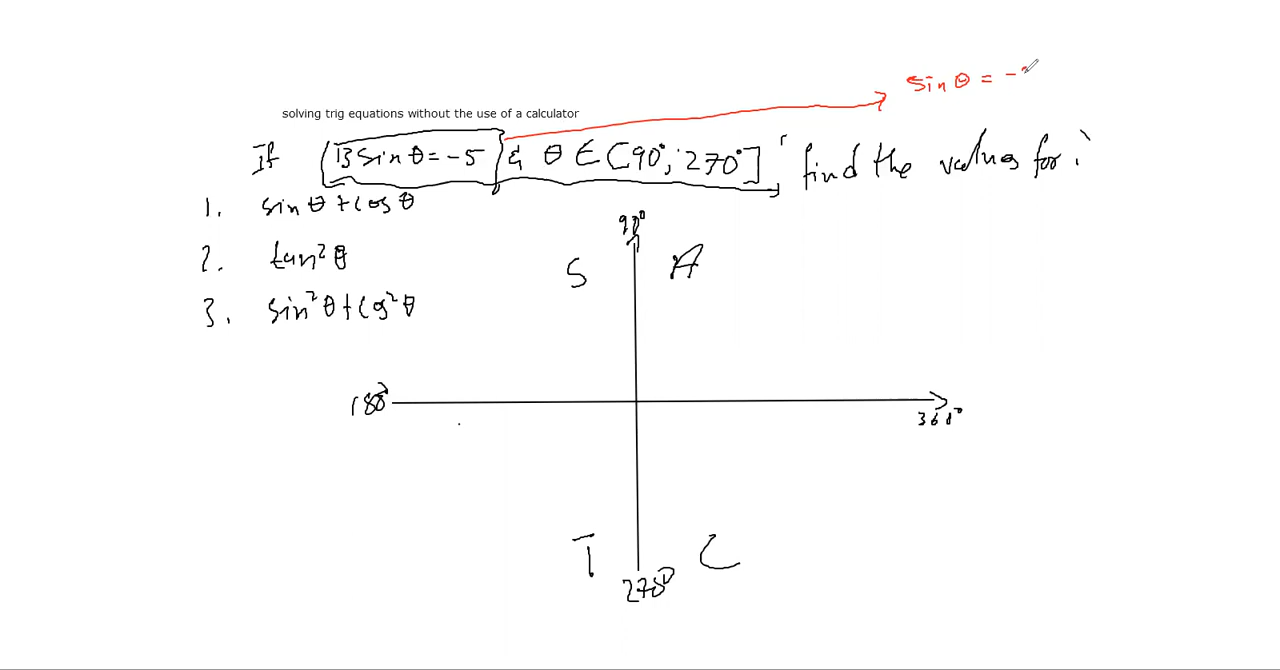 sin θ = -
solving trig equations without the use of a calculator
If (13 sin θ = -5) & θ ∈ [90°; 270°] find the values for:
1. sin θ + cos θ
2. tan² θ
3. sin² θ + cos² θ
90°
S A
180° 360°
T C
270°